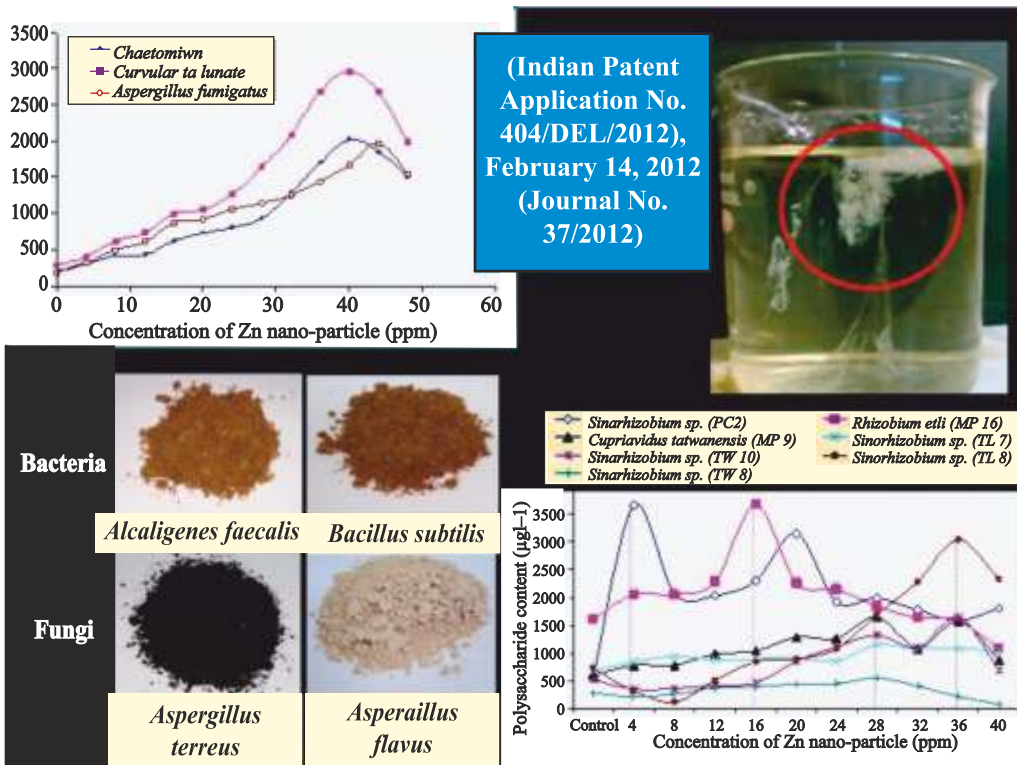 3500
3000
2500
2000
1500
1000
500
0
Chaetomiwn
Curvular ta lunate
Aspergillus fumigatus
0 10 20 30 40 50 60
Concentration of Zn nano-particle (ppm)
(Indian Patent
Application No.
404/DEL/2012),
February 14, 2012
(Journal No.
37/2012)
Bacteria
Alcaligenes faecalis
Bacillus subtilis
Fungi
Aspergillus
terreus
Asperaillus
flavus
Sinarhizobium sp. (PC2)
Cupriavidus tatwanensis (MP 9)
Sinarhizobium sp. (TW 10)
Sinarhizobium sp. (TW 8)
Rhizobium etli (MP 16)
Sinorhizobium sp. (TL 7)
Sinorhizobium sp. (TL 8)
Polysaccharide content (µgl–1)
3500
3000
2500
2000
1500
1000
500
0
Control 4 8 12 16 20 24 28 32 36 40
Concentration of Zn nano-particle (ppm)